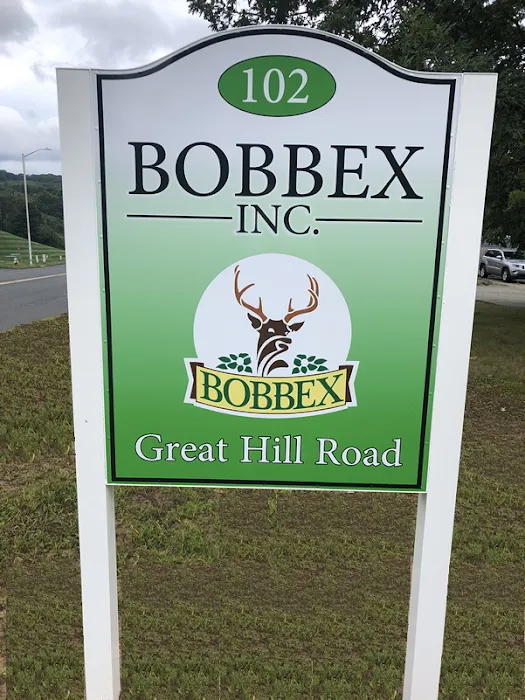 102
BOBBEX
INC.
BOBBEX
Great Hill Road